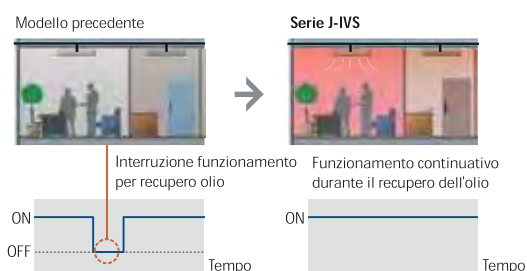 Modello precedente
Serie J-IVS
Interruzione funzionamento
per recupero olio
Funzionamento continuativo
durante il recupero dell'olio
ON
OFF
Tempo
ON
Tempo